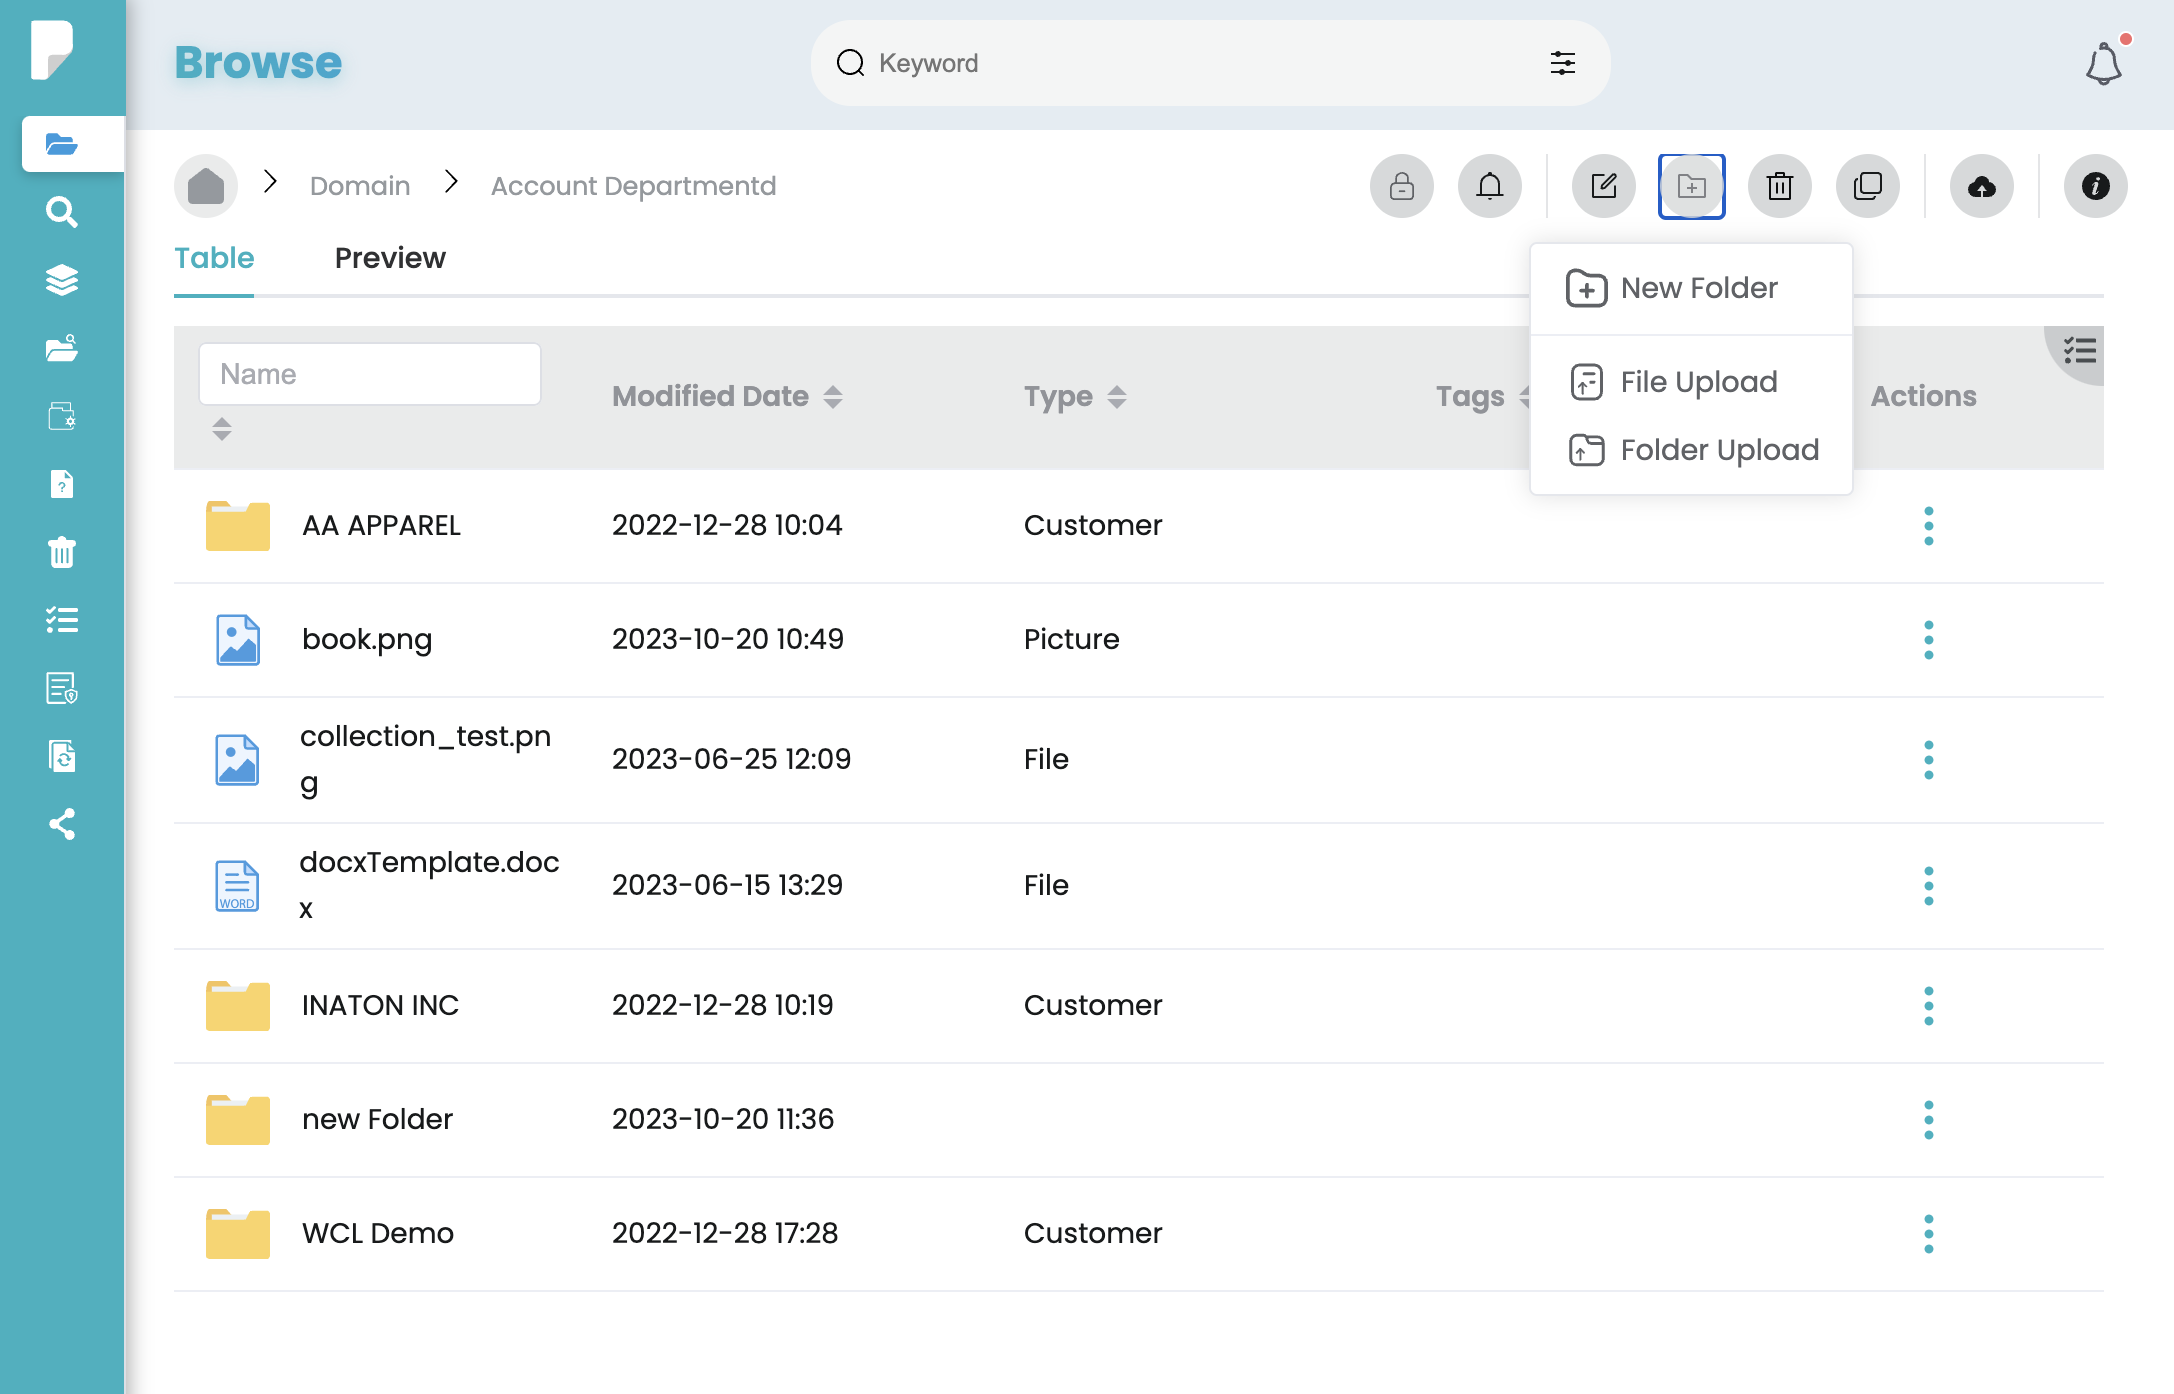 Browse
Keyword
Domain
Account Departmentd
Table
Preview
New Folder
File Upload
Folder Upload
Name
Modified Date
Type
Tags
Actions
AA APPAREL 2022-12-28 10:04 Customer
book.png 2023-10-20 10:49 Picture
collection_test.pn
g
2023-06-25 12:09 File
docxTemplate.doc
x
WORD
2023-06-15 13:29 File
INATON INC 2022-12-28 10:19 Customer
new Folder 2023-10-20 11:36
WCL Demo 2022-12-28 17:28 Customer